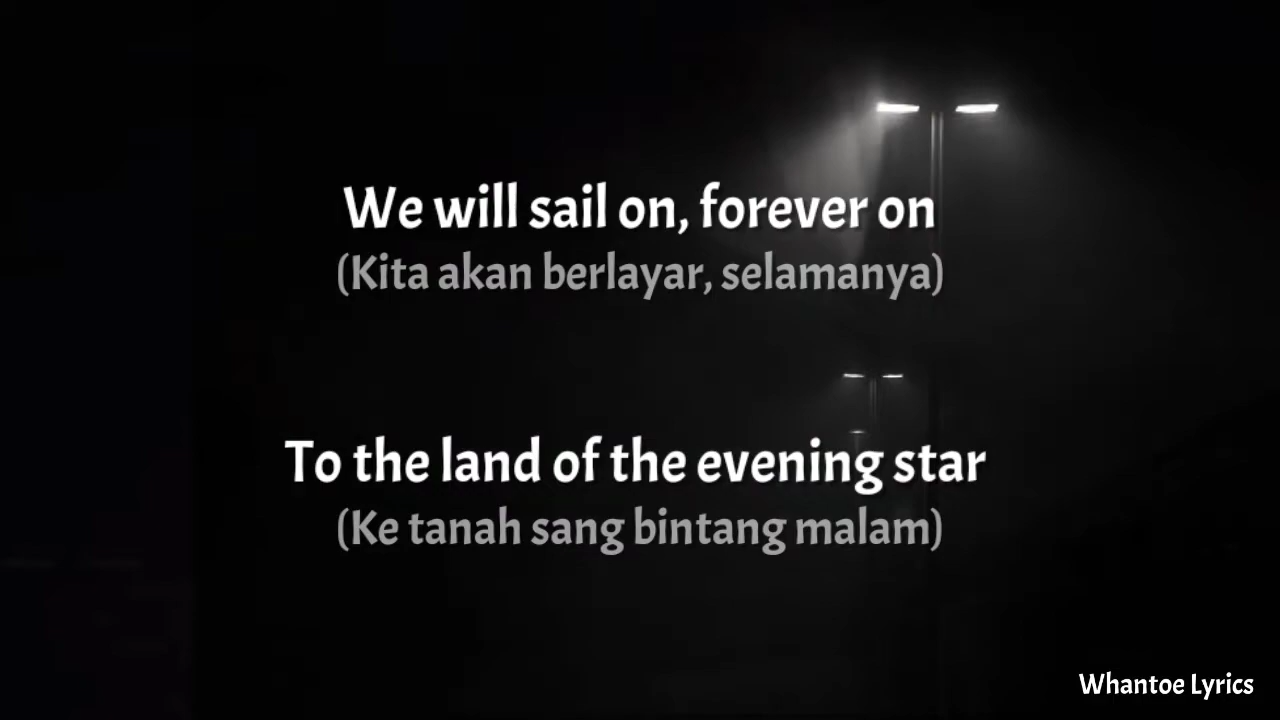 We will sail on, forever on
(Kita akan berlayar, selamanya)
To the land of the evening star
(Ke tanah sang bintang malam)
Whantoe Lyrics